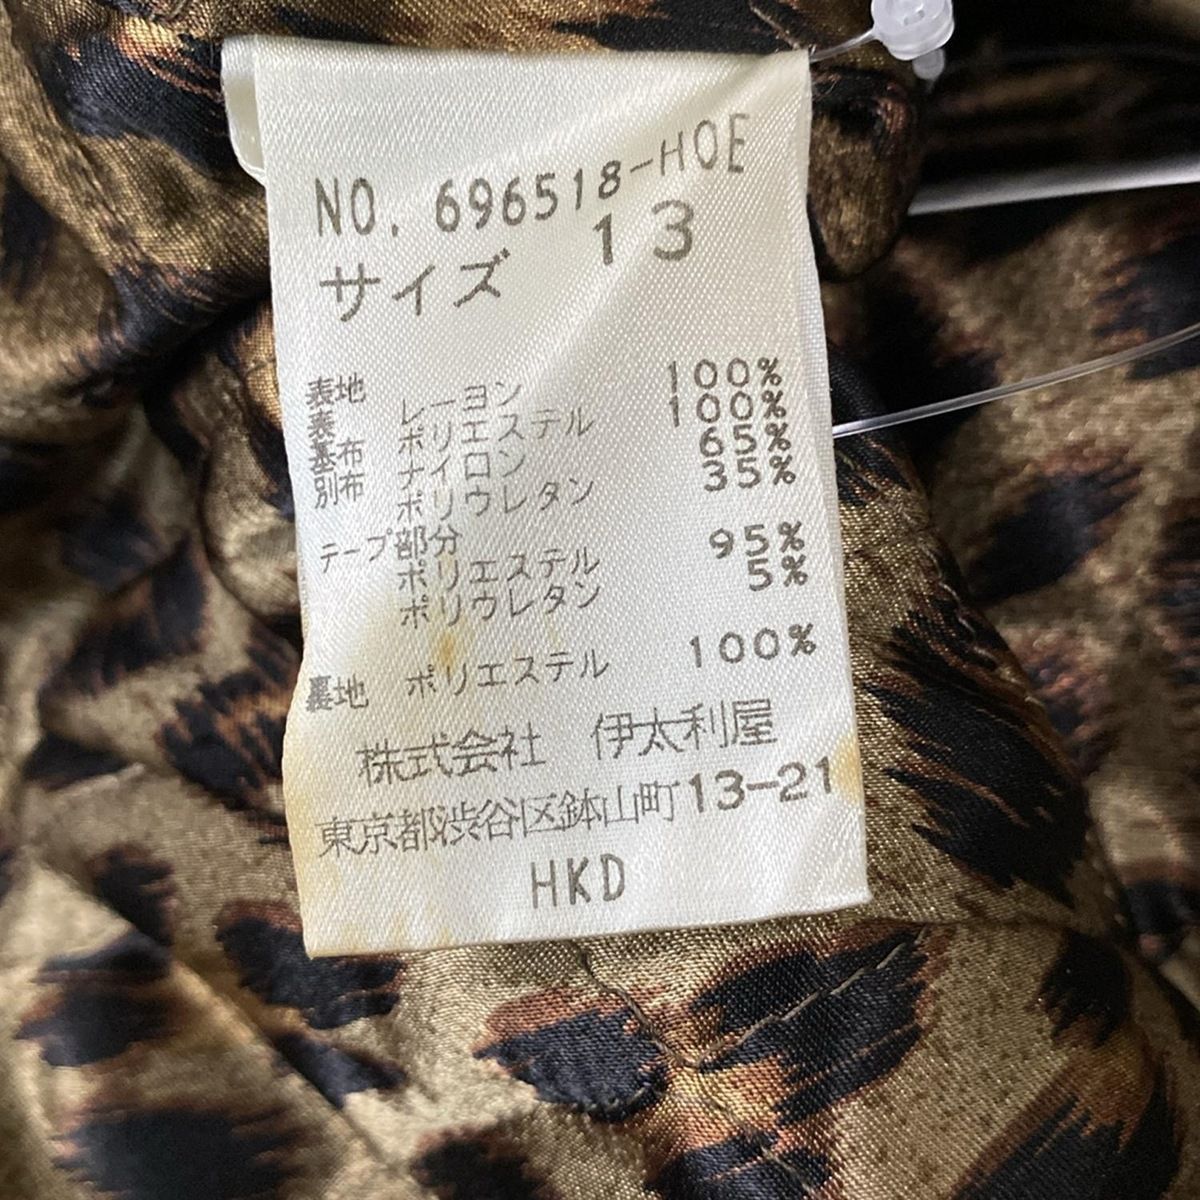 NO. 696518-HOE
サイズ 13
表地 レーヨン 100%
表基布 ポリエステル 100%
別布 ナイロン 65%
ポリウレタン 35%
テープ部分
ポリエステル 95%
ポリウレタン 5%
裏地 ポリエステル 100%
株式会社 伊太利屋
東京都渋谷区鉢山町13-21
HKD